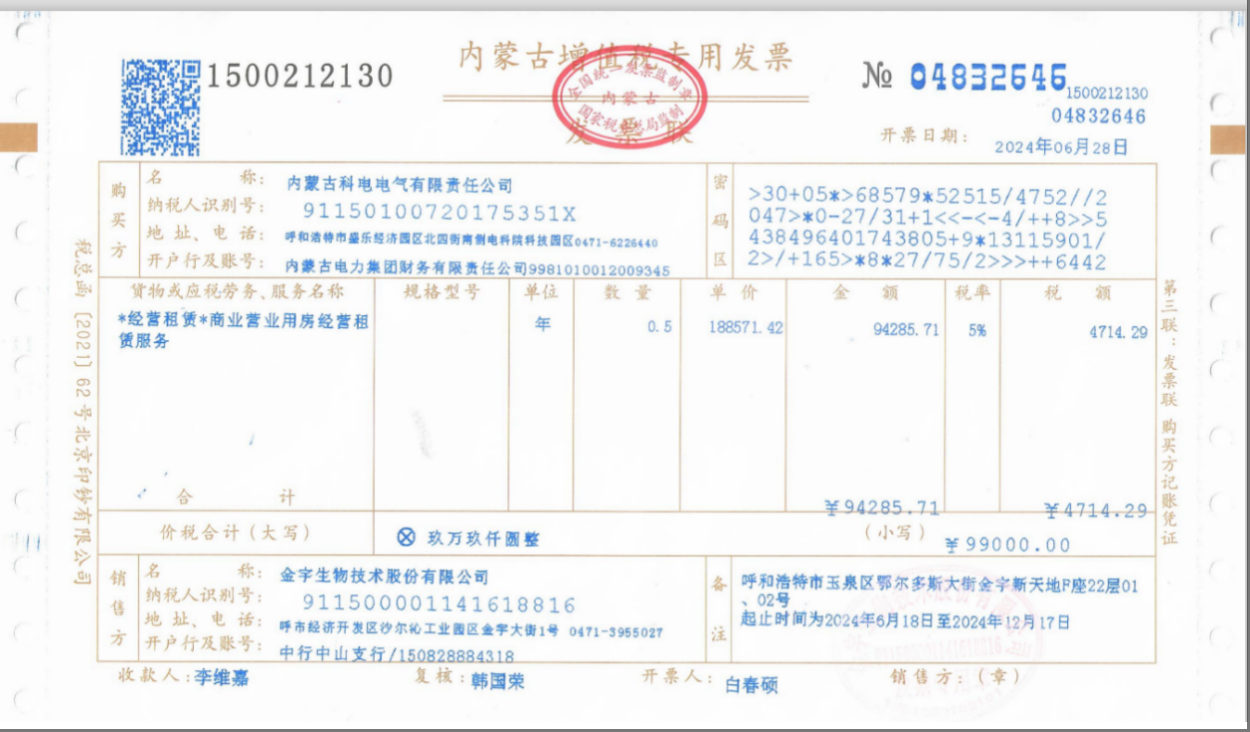 内蒙古增值税专用发票
1500212130
№ 04832646
1500212130
04832646
全国统一发票监制章
内蒙古
国家税务总局监制
发票联
开票日期: 2024年06月28日
购买方
名称: 内蒙古科电电气有限责任公司
纳税人识别号: 91150100720175351X
地址、电话: 呼和浩特市盛乐经济园区北四街南侧电科院科技园区0471-6226440
开户行及账号: 内蒙古电力集团财务有限责任公司9981010012009345
密码区
>30+05*>68579*52515/4752//2
047>*0-27/31+1<<-<-4/++8>>5
438496401743805+9*13115901/
2>/+165>*8*27/75/2>>>++6442
货物或应税劳务、服务名称 规格型号 单位 数量 单价 金额 税率 税额
*经营租赁*商业营业用房经营租 年 0.5 188571.42 94285.71 5% 4714.29
赁服务
合计 ¥94285.71 ¥4714.29
价税合计(大写) ⊗ 玖万玖仟圆整 (小写) ¥99000.00
销售方
名称: 金宇生物技术股份有限公司
纳税人识别号: 911500001141618816
地址、电话: 呼市经济开发区沙尔沁工业园区金宇大街1号 0471-3955027
开户行及账号: 中行中山支行/150828884318
备注
呼和浩特市玉泉区鄂尔多斯大街金宇新天地F座22层01
、02号
起止时间为2024年6月18日至2024年12月17日
收款人: 李维嘉 复核: 韩国荣 开票人: 白春硕 销售方:(章)
税总函[2021]62号北京印钞有限公司
第三联:发票联 购买方记账凭证